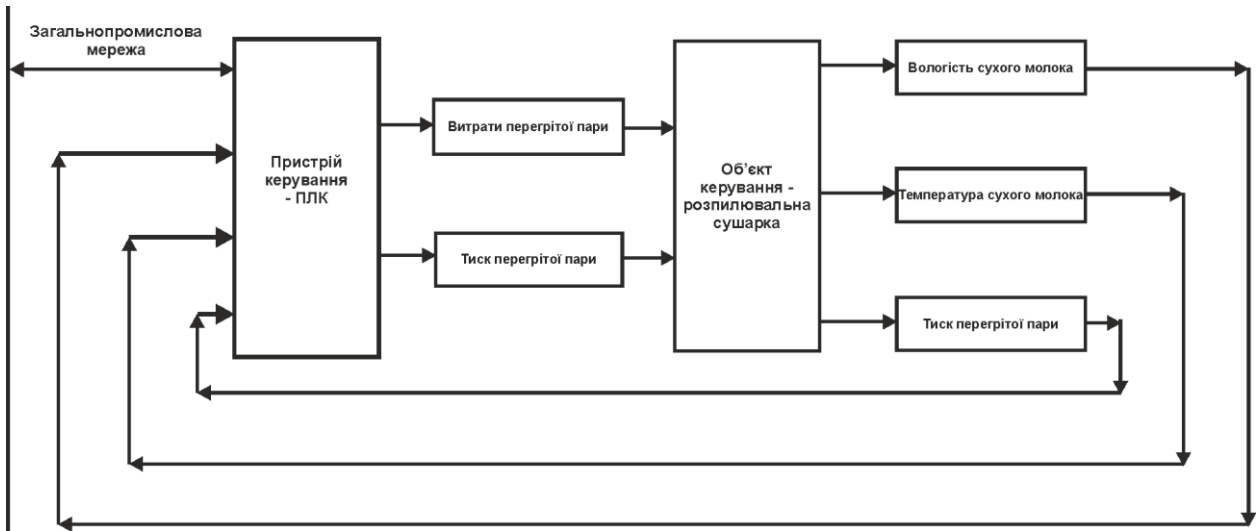 Загальнопромислова
мережа
Пристрій
керування
- ПЛК
Витрати перегрітої пари
Тиск перегрітої пари
Об’єкт
керування -
розпилювальна
сушарка
Вологість сухого молока
Температура сухого молока
Тиск перегрітої пари